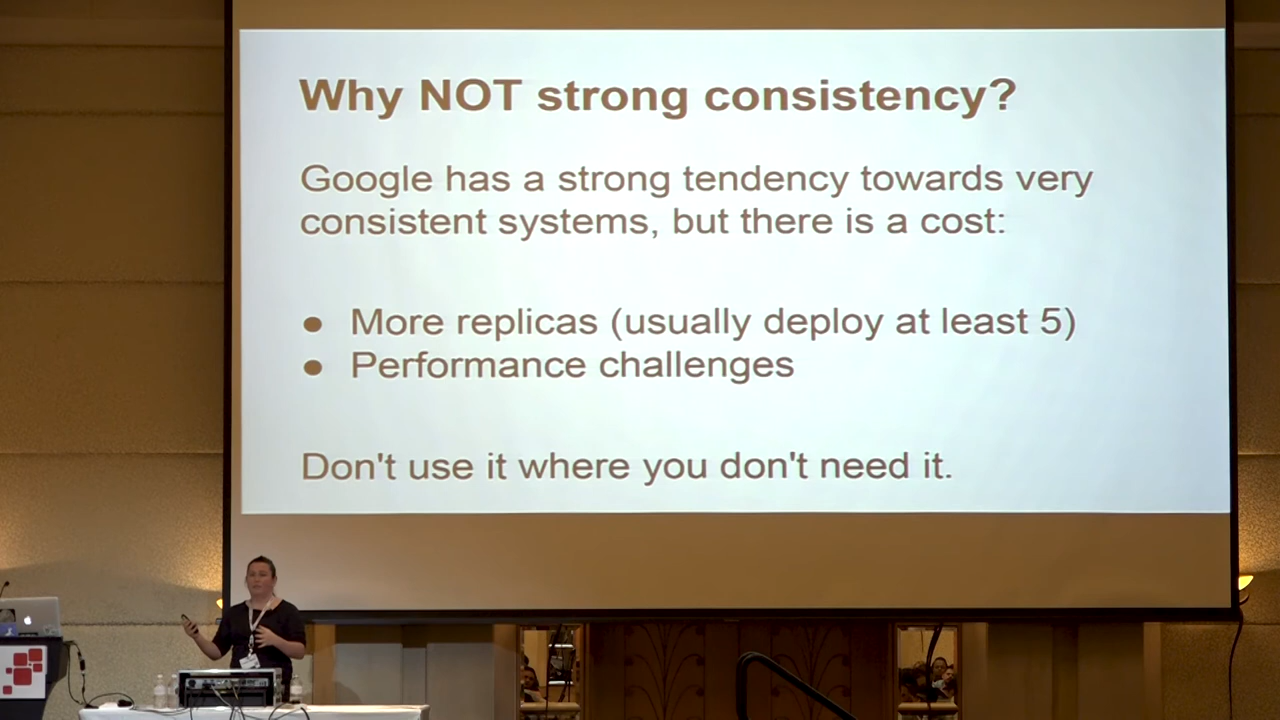 Why NOT strong consistency?
Google has a strong tendency towards very
consistent systems, but there is a cost:
● More replicas (usually deploy at least 5)
● Performance challenges
Don't use it where you don't need it.